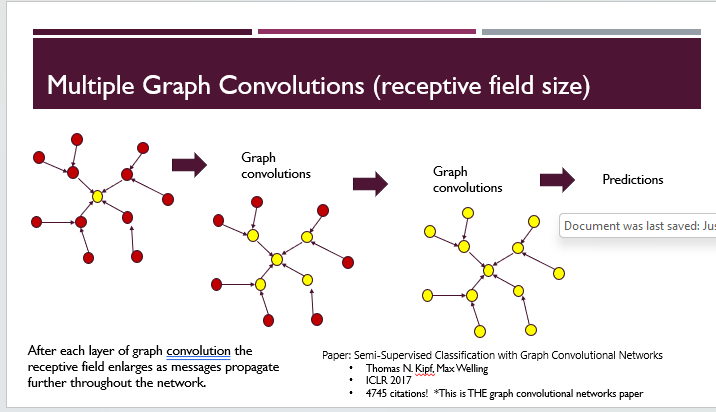 Multiple Graph Convolutions (receptive field size)
Graph
convolutions
Graph
convolutions
Predictions
Document was last saved: Jus
After each layer of graph convolution the
receptive field enlarges as messages propagate
further throughout the network.
Paper: Semi-Supervised Classification with Graph Convolutional Networks
• Thomas N. Kipf, Max Welling
• ICLR 2017
• 4745 citations! *This is THE graph convolutional networks paper